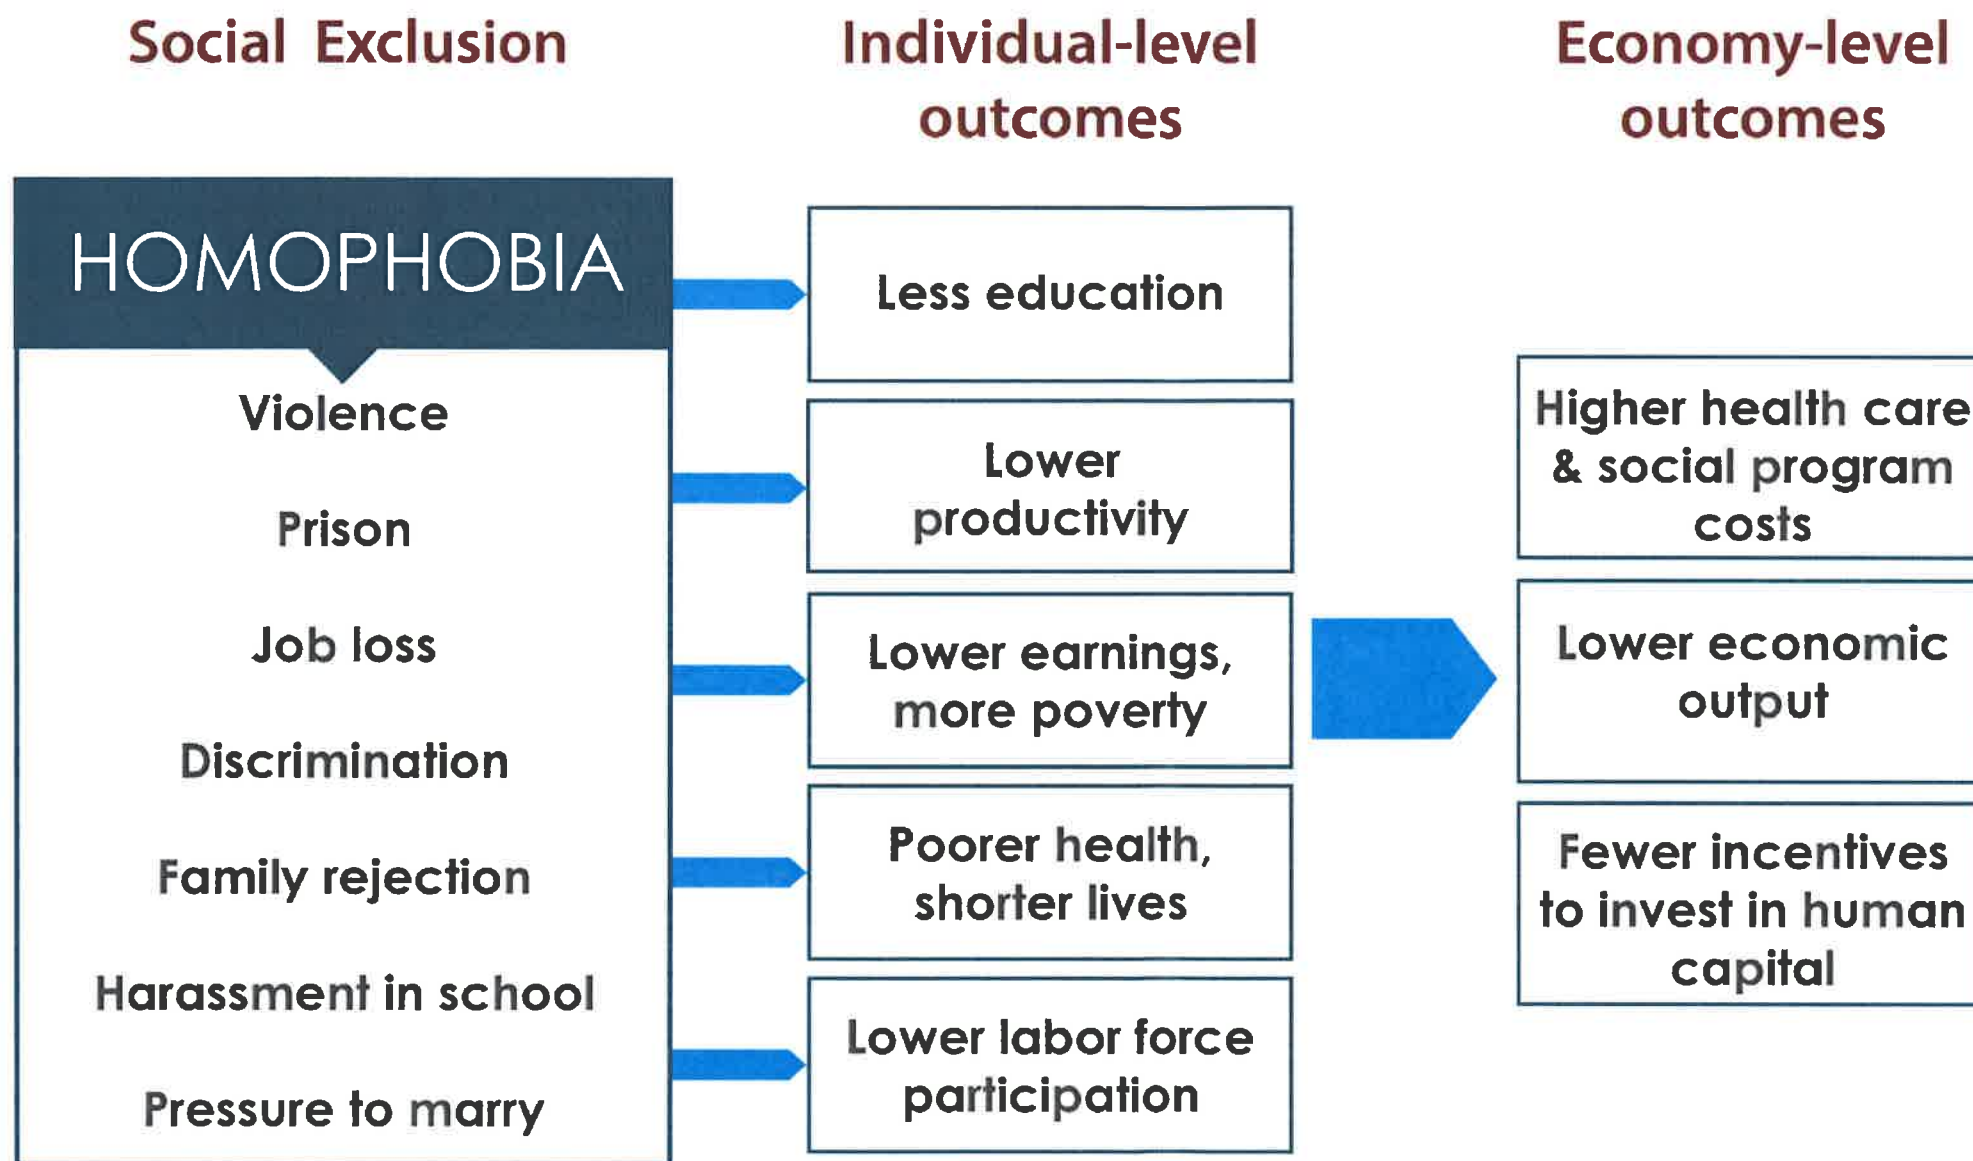 Social Exclusion
Individual-level
outcomes
Economy-level
outcomes
HOMOPHOBIA
Violence
Prison
Job loss
Discrimination
Family rejection
Harassment in school
Pressure to marry
Less education
Lower
productivity
Lower earnings,
more poverty
Poorer health,
shorter lives
Lower labor force
participation
Higher health care
& social program
costs
Lower economic
output
Fewer incentives
to invest in human
capital